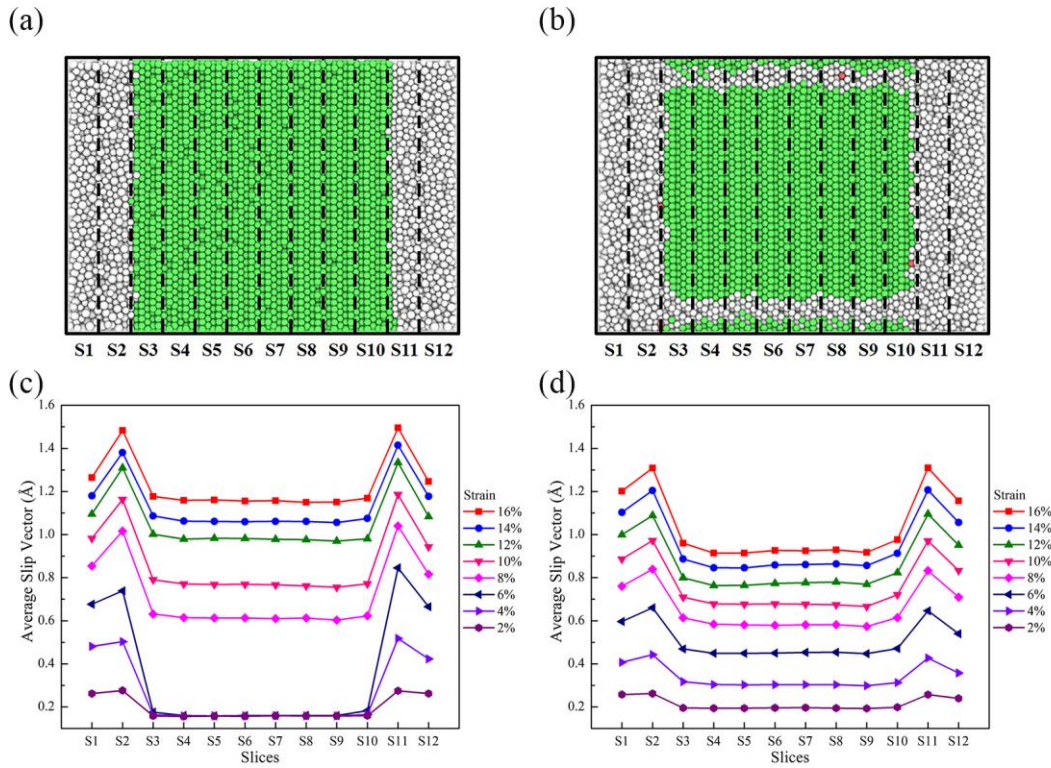 (a)
(b)
S1 S2 S3 S4 S5 S6 S7 S8 S9 S10 S11 S12
S1 S2 S3 S4 S5 S6 S7 S8 S9 S10 S11 S12
(c)
(d)
1.6
1.4
1.2
1.0
0.8
0.6
0.4
0.2
Average Slip Vector (Å)
S1 S2 S3 S4 S5 S6 S7 S8 S9 S10 S11 S12
Slices
Strain
16%
14%
12%
10%
8%
6%
4%
2%
1.6
1.4
1.2
1.0
0.8
0.6
0.4
0.2
Average Slip Vector (Å)
S1 S2 S3 S4 S5 S6 S7 S8 S9 S10 S11 S12
Slices
Strain
16%
14%
12%
10%
8%
6%
4%
2%